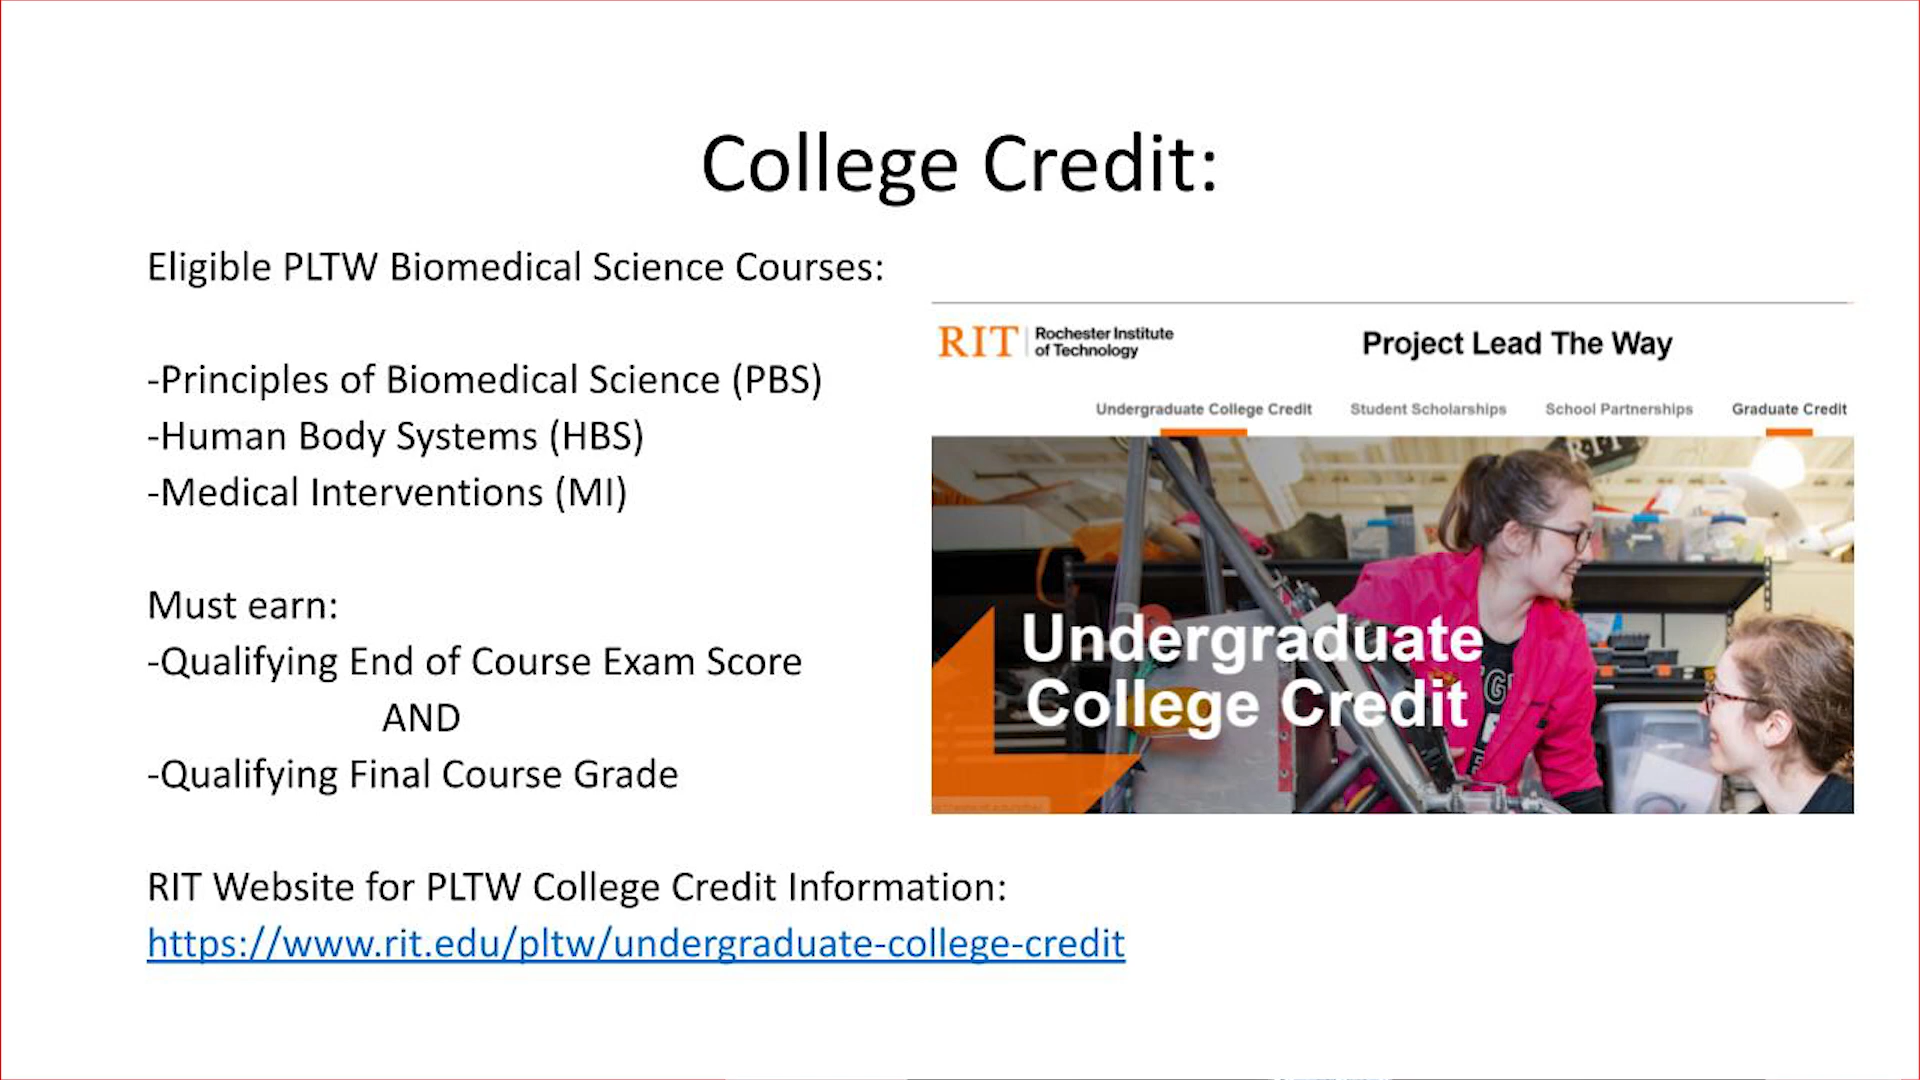 College Credit:
Eligible PLTW Biomedical Science Courses:
-Principles of Biomedical Science (PBS)
-Human Body Systems (HBS)
-Medical Interventions (MI)
Must earn:
-Qualifying End of Course Exam Score
AND
-Qualifying Final Course Grade
RIT Website for PLTW College Credit Information:
https://www.rit.edu/pltw/undergraduate-college-credit
RIT | Rochester Institute
of Technology
Project Lead The Way
Undergraduate College Credit Student Scholarships School Partnerships Graduate Credit
RIT
Undergraduate
College Credit